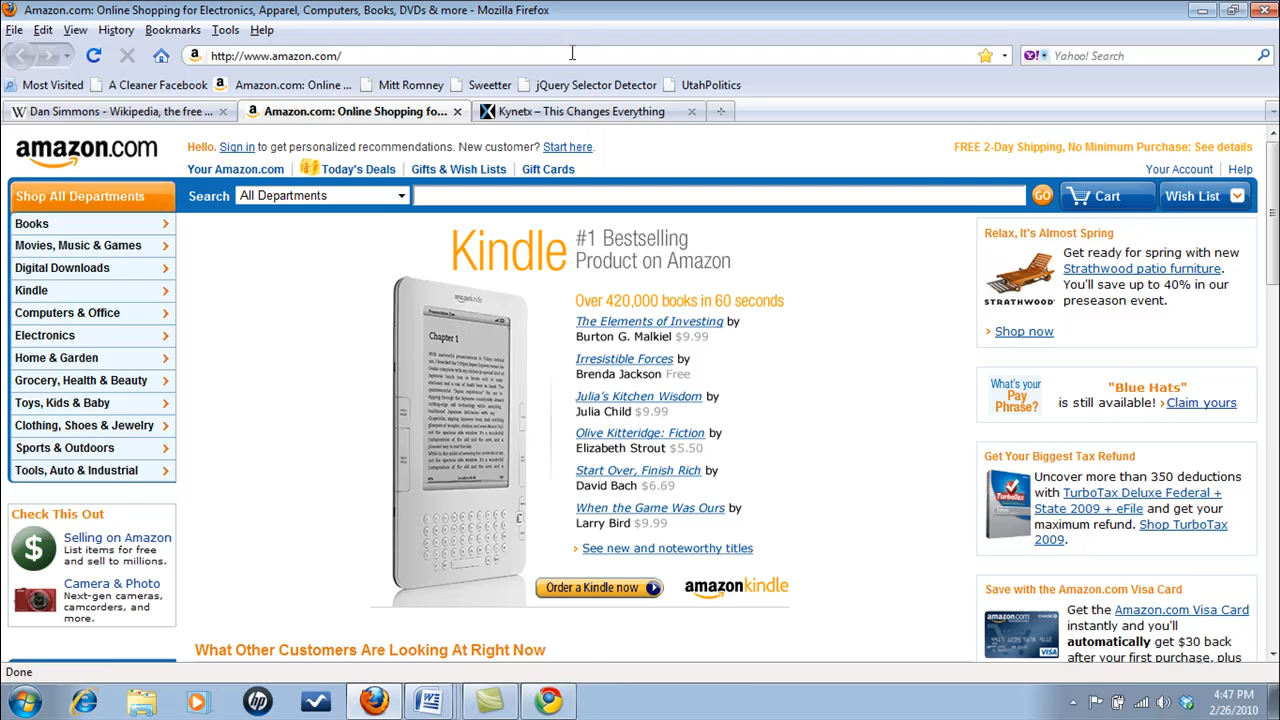 Amazon.com: Online Shopping for Electronics, Apparel, Computers, Books, DVDs & more - Mozilla Firefox
File Edit View History Bookmarks Tools Help
http://www.amazon.com/
Yahoo! Search
Most Visited A Cleaner Facebook Amazon.com: Online ... Mitt Romney Sweetter jQuery Selector Detector UtahPolitics
Dan Simmons - Wikipedia, the free ... Amazon.com: Online Shopping fo... Kynetx – This Changes Everything
amazon.com
Hello. Sign in to get personalized recommendations. New customer? Start here.
FREE 2-Day Shipping, No Minimum Purchase: See details
Your Amazon.com Today's Deals Gifts & Wish Lists Gift Cards
Your Account Help
Shop All Departments
Search All Departments GO Cart Wish List
Books
Movies, Music & Games
Digital Downloads
Kindle
Computers & Office
Electronics
Home & Garden
Grocery, Health & Beauty
Toys, Kids & Baby
Clothing, Shoes & Jewelry
Sports & Outdoors
Tools, Auto & Industrial
Check This Out
Selling on Amazon
List items for free
and sell to millions.
Camera & Photo
Next-gen cameras,
camcorders, and
more.
Kindle
#1 Bestselling
Product on Amazon
amazonkindle
Chapter 1
Over 420,000 books in 60 seconds
The Elements of Investing by
Burton G. Malkiel $9.99
Irresistible Forces by
Brenda Jackson Free
Julia's Kitchen Wisdom by
Julia Child $9.99
Olive Kitteridge: Fiction by
Elizabeth Strout $5.50
Start Over, Finish Rich by
David Bach $6.69
When the Game Was Ours by
Larry Bird $9.99
See new and noteworthy titles
Order a Kindle now
amazonkindle
What Other Customers Are Looking At Right Now
Relax, It's Almost Spring
Get ready for spring with new
Strathwood patio furniture.
You'll save up to 40% in our
preseason event.
STRATHWOOD
Shop now
What's your
Pay
Phrase?
"Blue Hats"
is still available! Claim yours
Get Your Biggest Tax Refund
Uncover more than 350 deductions
with TurboTax Deluxe Federal +
State 2009 + eFile and get your
maximum refund. Shop TurboTax
2009.
TurboTax
Save with the Amazon.com Visa Card
Get the Amazon.com Visa Card
instantly and you'll
automatically get $30 back
after your first purchase, plus
amazon.com
VISA
Done
hp
4:47 PM
2/26/2010